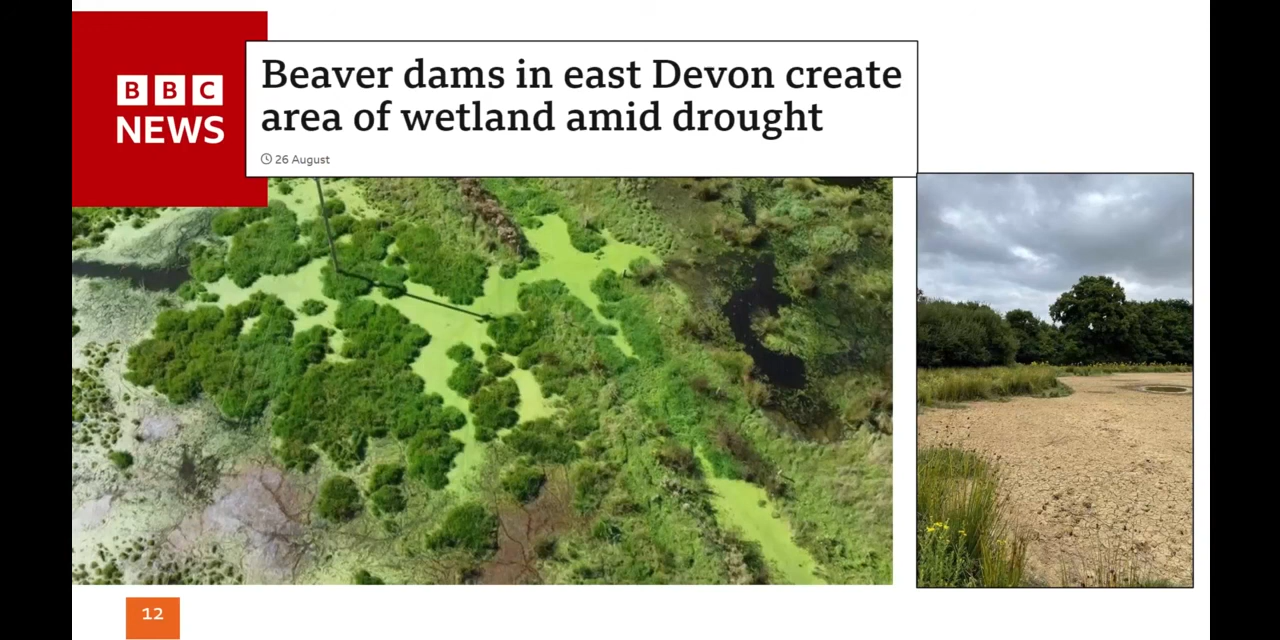 BBC
NEWS
Beaver dams in east Devon create
area of wetland amid drought
26 August
12